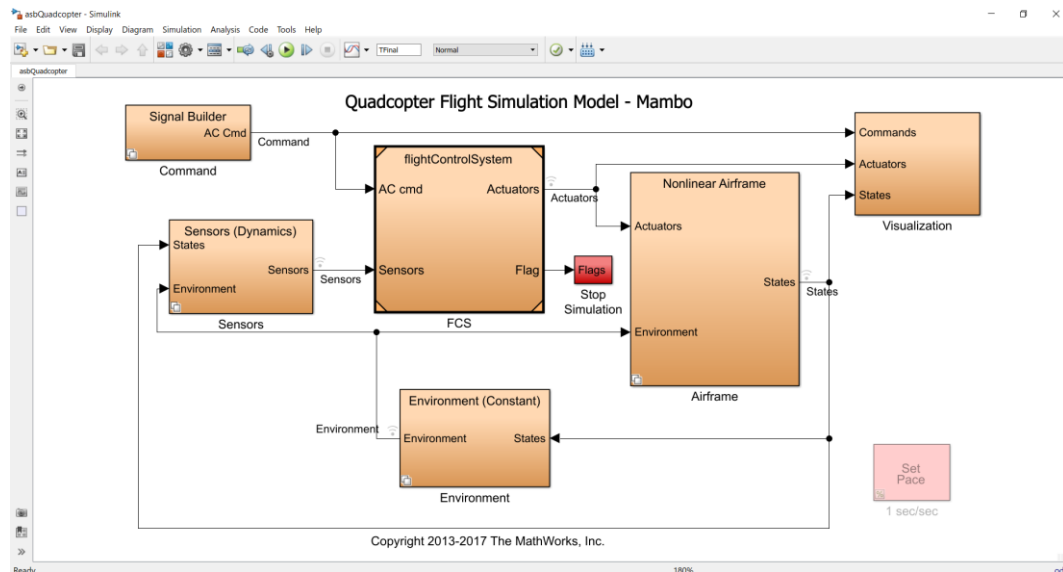 asbQuadcopter - Simulink
File Edit View Display Diagram Simulation Analysis Code Tools Help
TFinal Normal
asbQuadcopter
Quadcopter Flight Simulation Model - Mambo
Signal Builder
AC Cmd
Command
Command
flightControlSystem
AC cmd
Actuators
Sensors
Flag
FCS
Actuators
Flags
Stop
Simulation
Nonlinear Airframe
Actuators
States
Environment
Airframe
States
Commands
Actuators
States
Visualization
Sensors (Dynamics)
States
Sensors
Environment
Sensors
Sensors
Environment (Constant)
Environment
Environment
States
Environment
Set
Pace
1 sec/sec
Copyright 2013-2017 The MathWorks, Inc.
Ready
180%